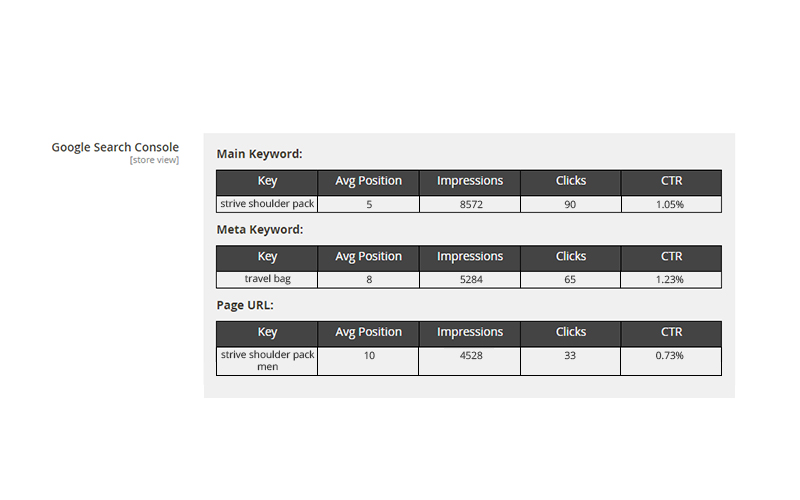 Google Search Console
[store view]
Main Keyword:
Key Avg Position Impressions Clicks CTR
strive shoulder pack 5 8572 90 1.05%
Meta Keyword:
Key Avg Position Impressions Clicks CTR
travel bag 8 5284 65 1.23%
Page URL:
Key Avg Position Impressions Clicks CTR
strive shoulder pack 10 4528 33 0.73%
men